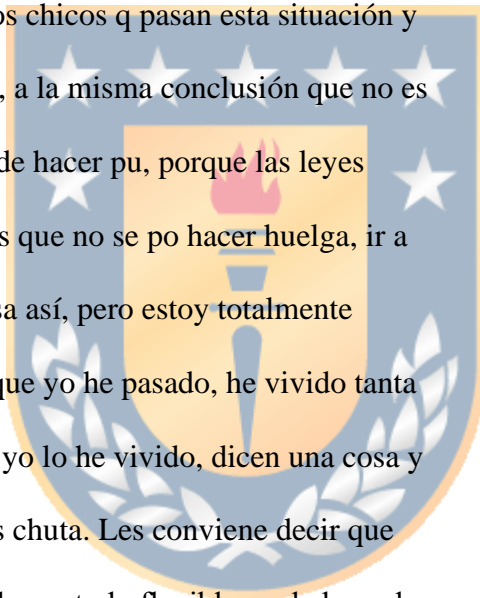 os chicos q pasan esta situación y
, a la misma conclusión que no es
de hacer pu, porque las leyes
s que no se po hacer huelga, ir a
sa así, pero estoy totalmente
que yo he pasado, he vivido tanta
yo lo he vivido, dicen una cosa y
s chuta. Les conviene decir que